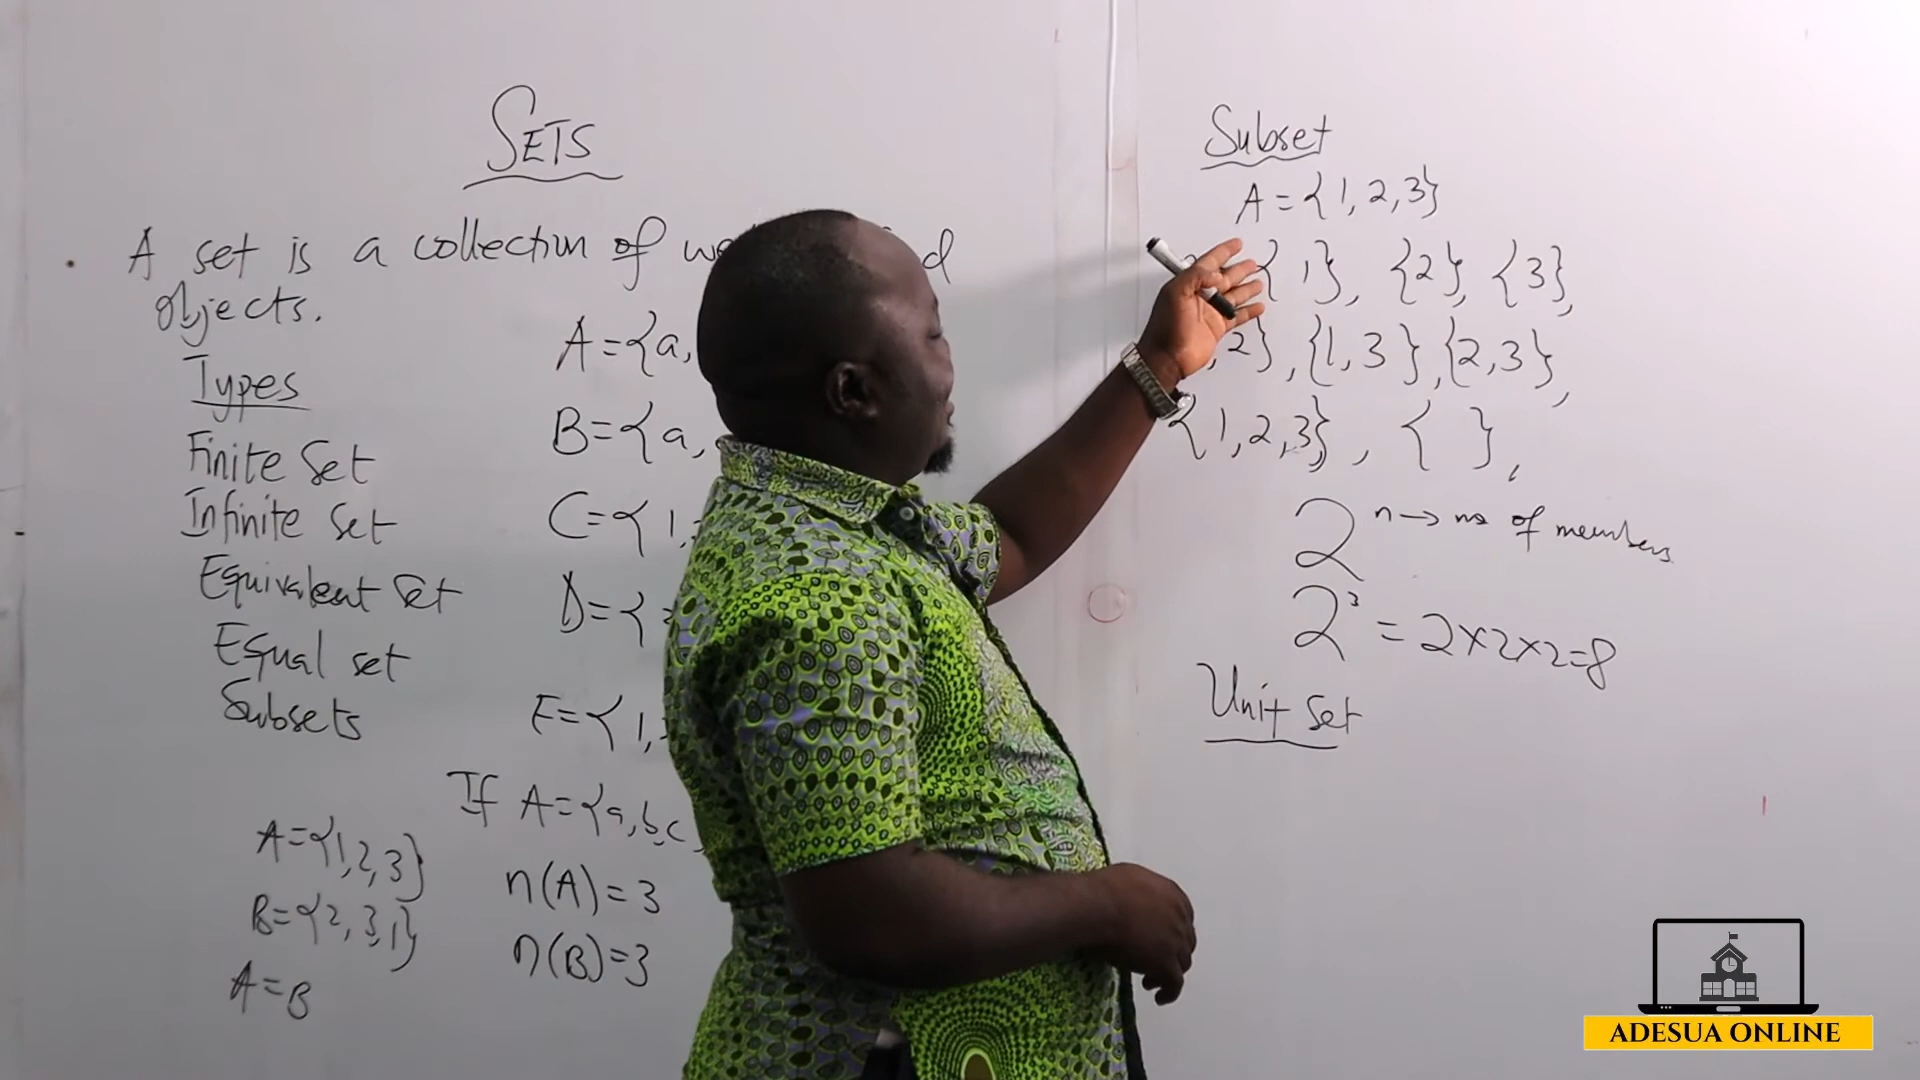 SETS
A set is a collection of
objects.
Types
Finite Set
Infinite Set
Equivalent Set
Equal set
Subsets
A={a,
B={a,
C={1,
D={
E={1,
If A={a,b,c
n(A)=3
n(B)=3
A={1,2,3}
B={2,3,1}
A=B
Subset
A={1,2,3}
{1}, {2}, {3},
,2}, {1,3}, {2,3},
{1,2,3}, { },
2ⁿ → no of members
2³ = 2×2×2=8
Unit Set
ADESUA ONLINE